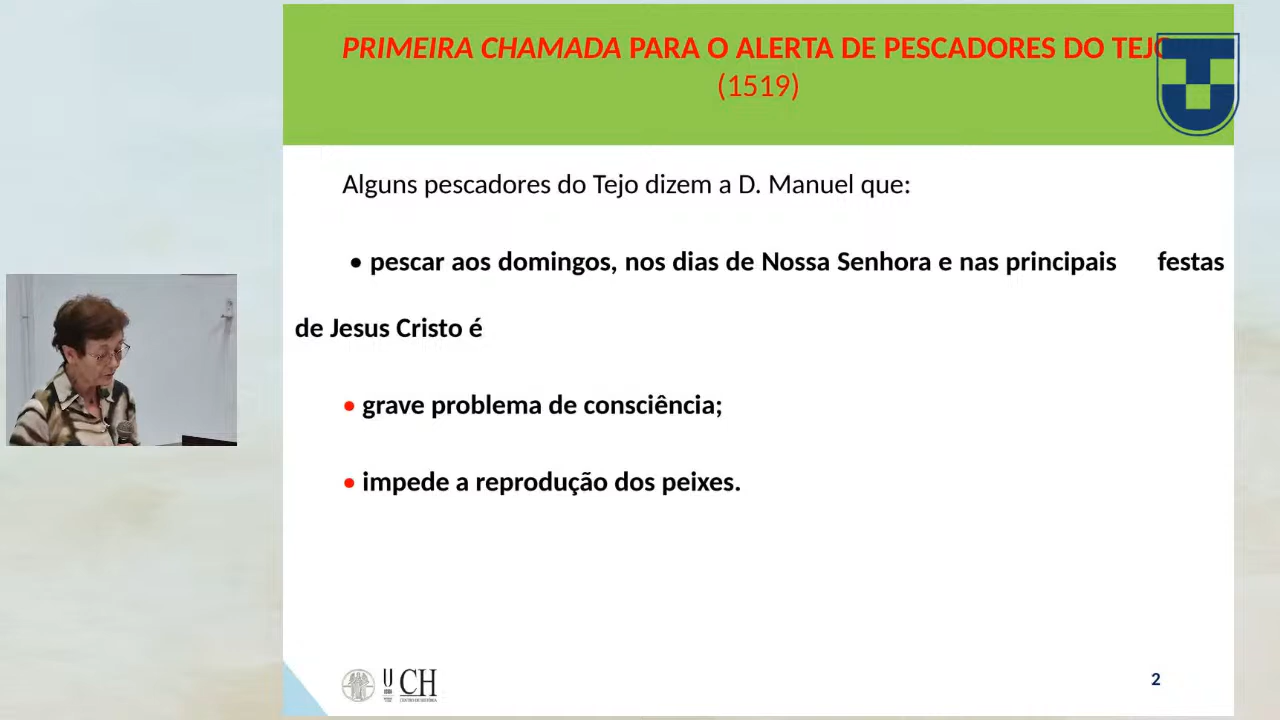 PRIMEIRA CHAMADA PARA O ALERTA DE PESCADORES DO TEJO
(1519)
Alguns pescadores do Tejo dizem a D. Manuel que:
• pescar aos domingos, nos dias de Nossa Senhora e nas principais festas
de Jesus Cristo é
• grave problema de consciência;
• impede a reprodução dos peixes.
U CH
2